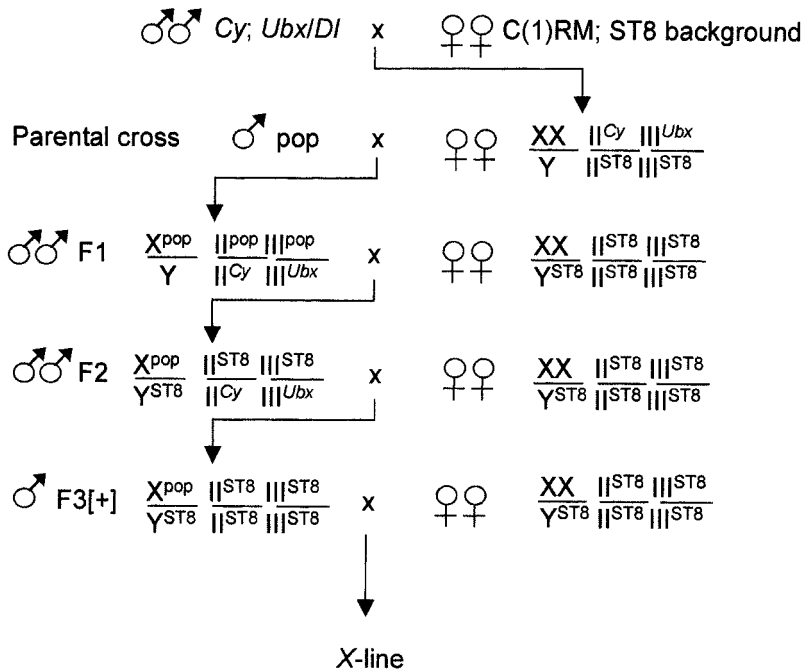 ♂♂ Cy; Ubx/Dl x ♀♀ C(1)RM; ST8 background
Parental cross ♂ pop x ♀♀ XX/Y II^Cy/II^ST8 III^Ubx/III^ST8
♂♂ F1 X^pop/Y II^pop/II^Cy III^pop/III^Ubx x ♀♀ XX/Y^ST8 II^ST8/II^ST8 III^ST8/III^ST8
♂♂ F2 X^pop/Y^ST8 II^ST8/II^Cy III^ST8/III^Ubx x ♀♀ XX/Y^ST8 II^ST8/II^ST8 III^ST8/III^ST8
♂ F3[+] X^pop/Y^ST8 II^ST8/II^ST8 III^ST8/III^ST8 x ♀♀ XX/Y^ST8 II^ST8/II^ST8 III^ST8/III^ST8
X-line